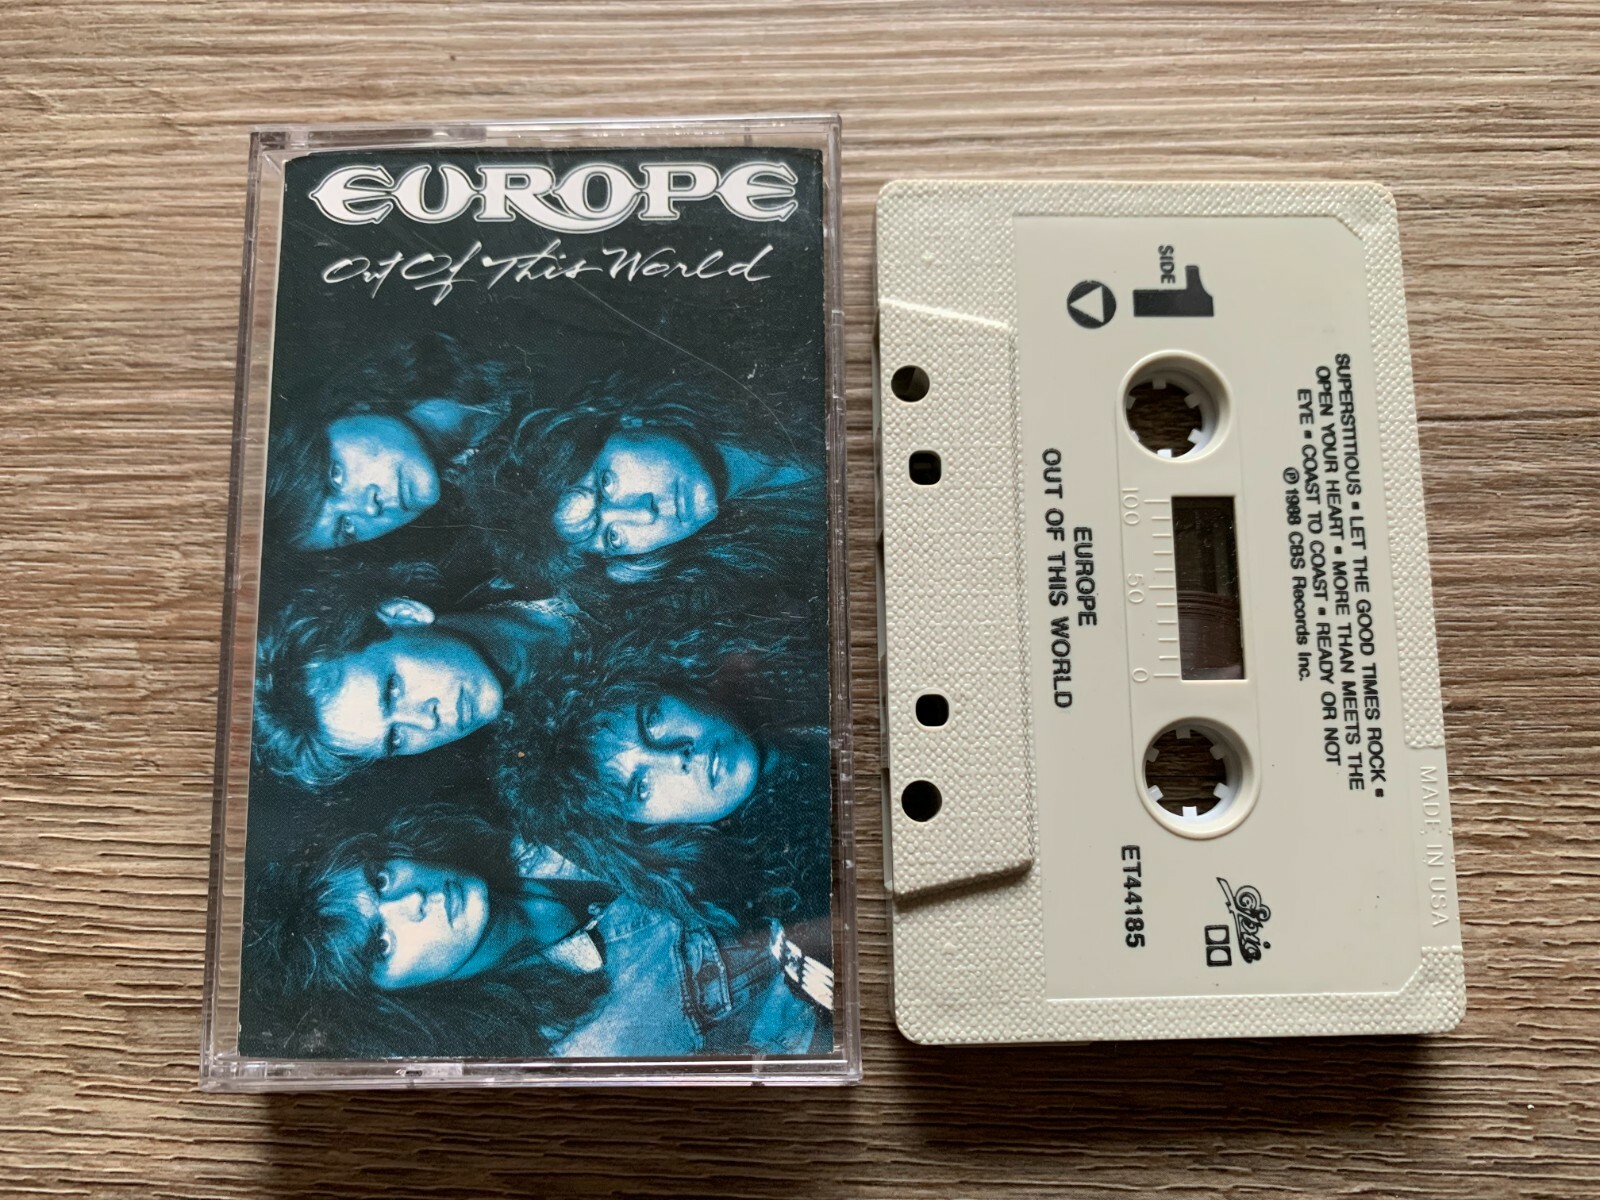 EUROPE
Out Of This World
SIDE 1
SUPERSTITIOUS ▪ LET THE GOOD TIMES ROCK ▪
OPEN YOUR HEART ▪ MORE THAN MEETS THE
EYE ▪ COAST TO COAST ▪ READY OR NOT
℗ 1988 CBS Records Inc.
100 50 0
EUROPE
OUT OF THIS WORLD
ET44185
Epic
MADE IN USA